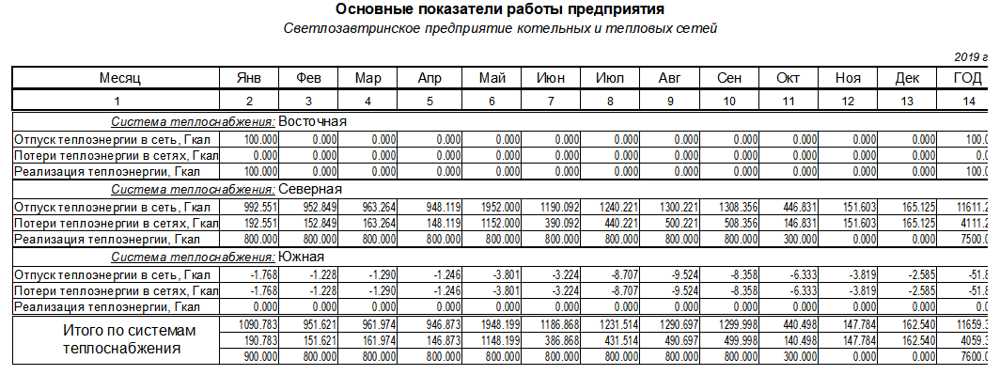 Основные показатели работы предприятия
Светлозавтринское предприятие котельных и тепловых сетей
2019 г
Месяц Янв Фев Мар Апр Май Июн Июл Авг Сен Окт Ноя Дек ГОД
1 2 3 4 5 6 7 8 9 10 11 12 13 14
Система теплоснабжения: Восточная
Отпуск теплоэнергии в сеть, Гкал 100.000 0.000 0.000 0.000 0.000 0.000 0.000 0.000 0.000 0.000 0.000 0.000 100.0
Потери теплоэнергии в сетях, Гкал 0.000 0.000 0.000 0.000 0.000 0.000 0.000 0.000 0.000 0.000 0.000 0.000 0.0
Реализация теплоэнергии, Гкал 100.000 0.000 0.000 0.000 0.000 0.000 0.000 0.000 0.000 0.000 0.000 0.000 100.0
Система теплоснабжения: Северная
Отпуск теплоэнергии в сеть, Гкал 992.551 952.849 963.264 948.119 1952.000 1190.092 1240.221 1300.221 1308.356 446.831 151.603 165.125 11611.2
Потери теплоэнергии в сетях, Гкал 192.551 152.849 163.264 148.119 1152.000 390.092 440.221 500.221 508.356 146.831 151.603 165.125 4111.2
Реализация теплоэнергии, Гкал 800.000 800.000 800.000 800.000 800.000 800.000 800.000 800.000 800.000 300.000 0.000 0.000 7500.0
Система теплоснабжения: Южная
Отпуск теплоэнергии в сеть, Гкал -1.768 -1.228 -1.290 -1.246 -3.801 -3.224 -8.707 -9.524 -8.358 -6.333 -3.819 -2.585 -51.8
Потери теплоэнергии в сетях, Гкал -1.768 -1.228 -1.290 -1.246 -3.801 -3.224 -8.707 -9.524 -8.358 -6.333 -3.819 -2.585 -51.8
Реализация теплоэнергии, Гкал 0.000 0.000 0.000 0.000 0.000 0.000 0.000 0.000 0.000 0.000 0.000 0.000 0.0
Итого по системам теплоснабжения 1090.783 951.621 961.974 946.873 1948.199 1186.868 1231.514 1290.697 1299.998 440.498 147.784 162.540 11659.3
190.783 151.621 161.974 146.873 1148.199 386.868 431.514 490.697 499.998 140.498 147.784 162.540 4059.3
900.000 800.000 800.000 800.000 800.000 800.000 800.000 800.000 800.000 300.000 0.000 0.000 7600.0